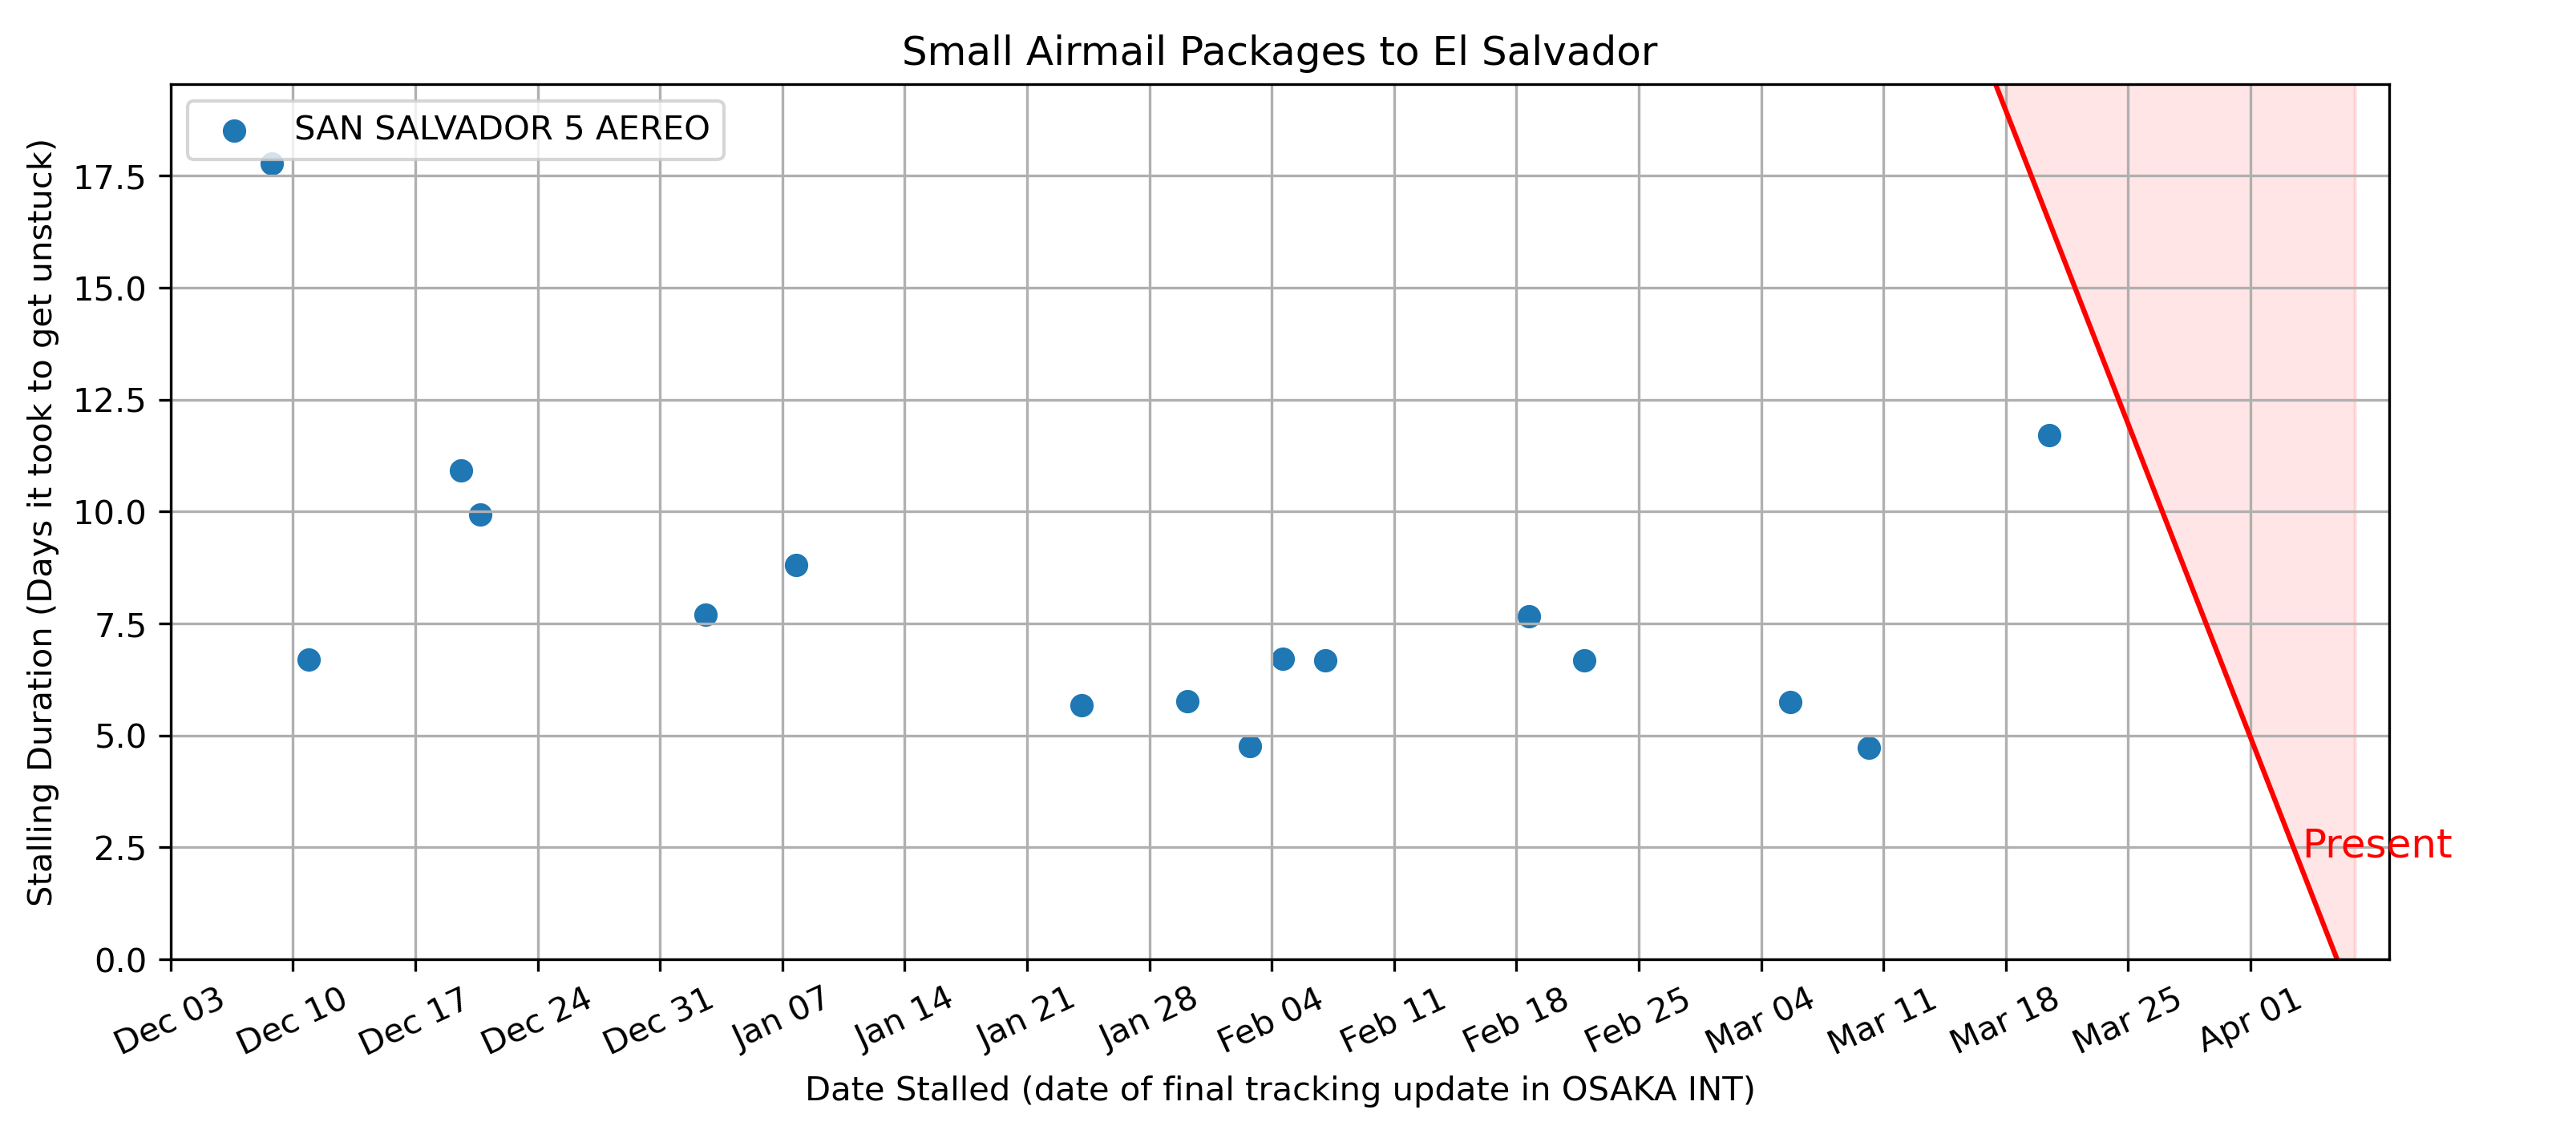 Small Airmail Packages to El Salvador
SAN SALVADOR 5 AEREO
Stalling Duration (Days it took to get unstuck)
17.5
15.0
12.5
10.0
7.5
5.0
2.5
0.0
Present
Dec 03 Dec 10 Dec 17 Dec 24 Dec 31 Jan 07 Jan 14 Jan 21 Jan 28 Feb 04 Feb 11 Feb 18 Feb 25 Mar 04 Mar 11 Mar 18 Mar 25 Apr 01
Date Stalled (date of final tracking update in OSAKA INT)